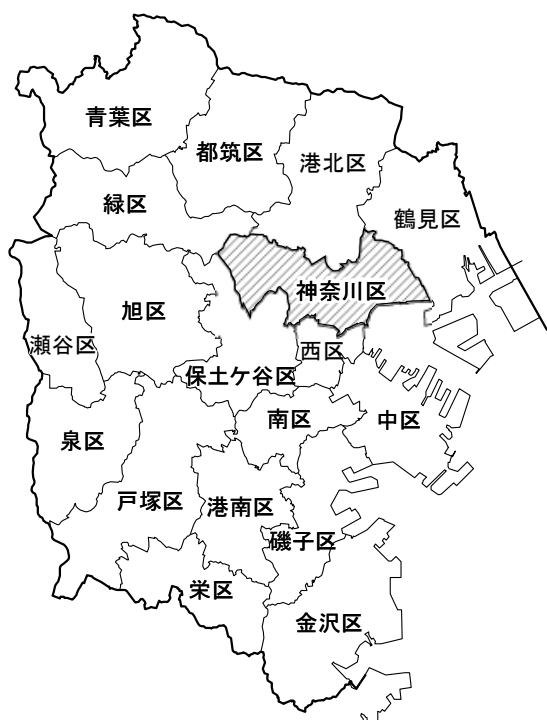 青葉区
都筑区
港北区
緑区
鶴見区
神奈川区
旭区
瀬谷区
西区
保土ケ谷区
南区
中区
泉区
戸塚区
港南区
磯子区
栄区
金沢区